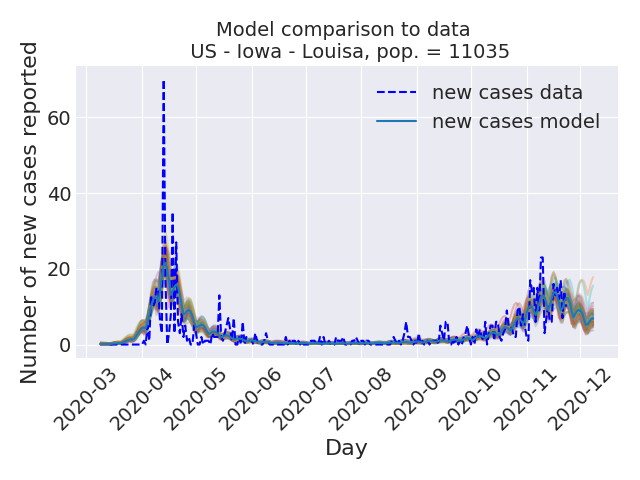 Model comparison to data
US - Iowa - Louisa, pop. = 11035
Number of new cases reported
60
40
20
0
new cases data
new cases model
2020-03
2020-04
2020-05
2020-06
2020-07
2020-08
2020-09
2020-10
2020-11
2020-12
Day